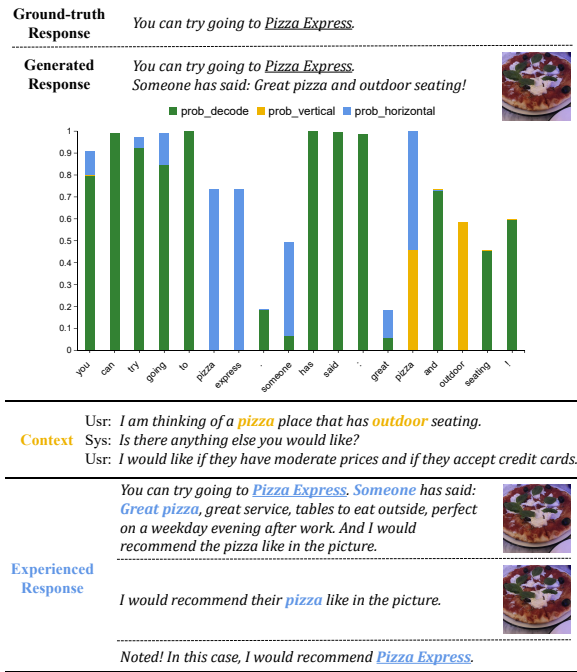 Ground-truth
Response
You can try going to Pizza Express.
Generated
Response
You can try going to Pizza Express.
Someone has said: Great pizza and outdoor seating!
prob_decode prob_vertical prob_horizontal
1
0.9
0.8
0.7
0.6
0.5
0.4
0.3
0.2
0.1
0
you can try going to pizza express . someone has said : great pizza and outdoor seating !
Context
Usr: I am thinking of a pizza place that has outdoor seating.
Sys: Is there anything else you would like?
Usr: I would like if they have moderate prices and if they accept credit cards.
Experienced
Response
You can try going to Pizza Express. Someone has said:
Great pizza, great service, tables to eat outside, perfect
on a weekday evening after work. And I would
recommend the pizza like in the picture.
I would recommend their pizza like in the picture.
Noted! In this case, I would recommend Pizza Express.